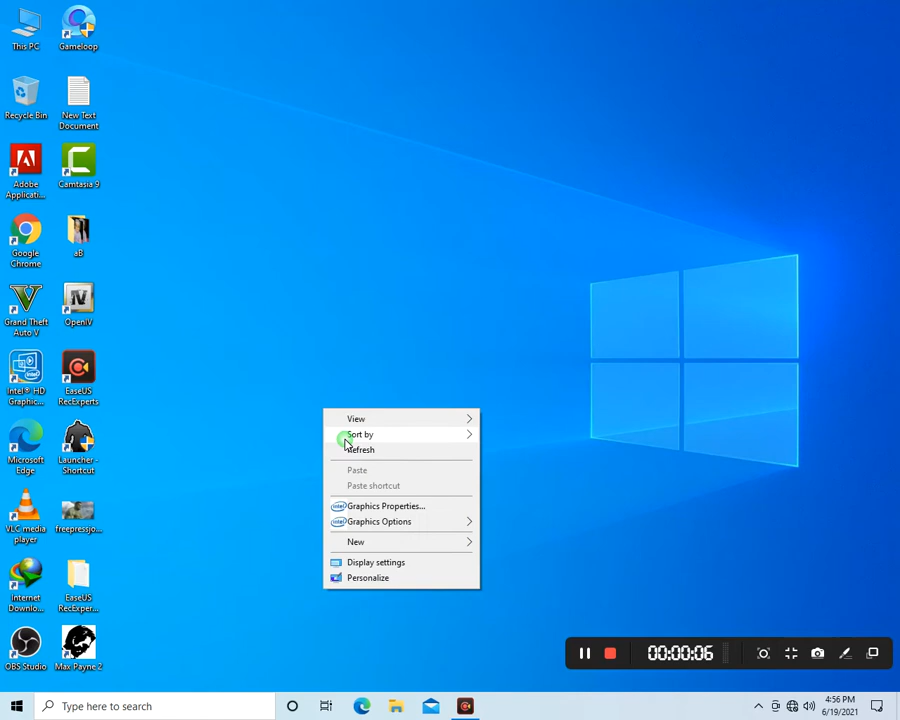 This PC
Gameloop
Recycle Bin
New Text
Document
Adobe
Applicati...
Camtasia 9
Google
Chrome
aB
Grand Theft
Auto V
OpenIV
Intel® HD
Graphic...
EaseUS
RecExperts
Microsoft
Edge
Launcher -
Shortcut
VLC media
player
freepressjo...
Internet
Downlo...
EaseUS
RecExper...
OBS Studio
Max Payne 2
View
Sort by
Refresh
Paste
Paste shortcut
Graphics Properties...
Graphics Options
New
Display settings
Personalize
00:00:06
Type here to search
4:56 PM
6/19/2021